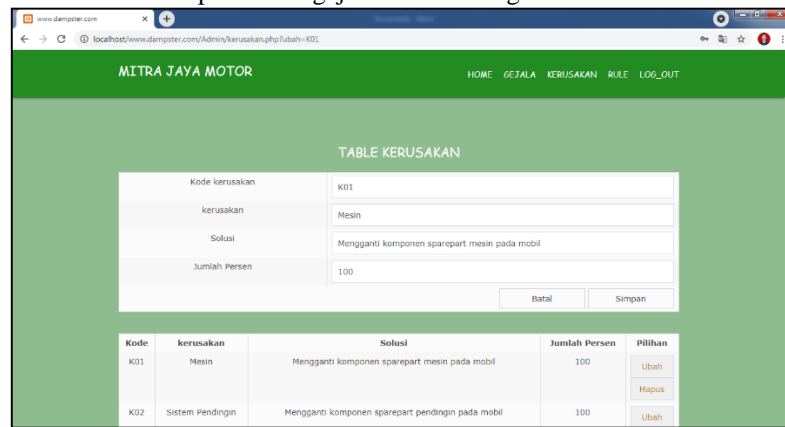 www.dampster.com
localhost/www.dampster.com/Admin/kerusakan.php?ubah=K01
MITRA JAYA MOTOR
HOME GEJALA KERUSAKAN RULE LOG_OUT
TABLE KERUSAKAN
Kode kerusakan K01
kerusakan Mesin
Solusi Mengganti komponen sparepart mesin pada mobil
Jumlah Persen 100
Batal Simpan
Kode kerusakan Solusi Jumlah Persen Pilihan
K01 Mesin Mengganti komponen sparepart mesin pada mobil 100 Ubah
Hapus
K02 Sistem Pendingin Mengganti komponen sparepart pendingin pada mobil 100 Ubah